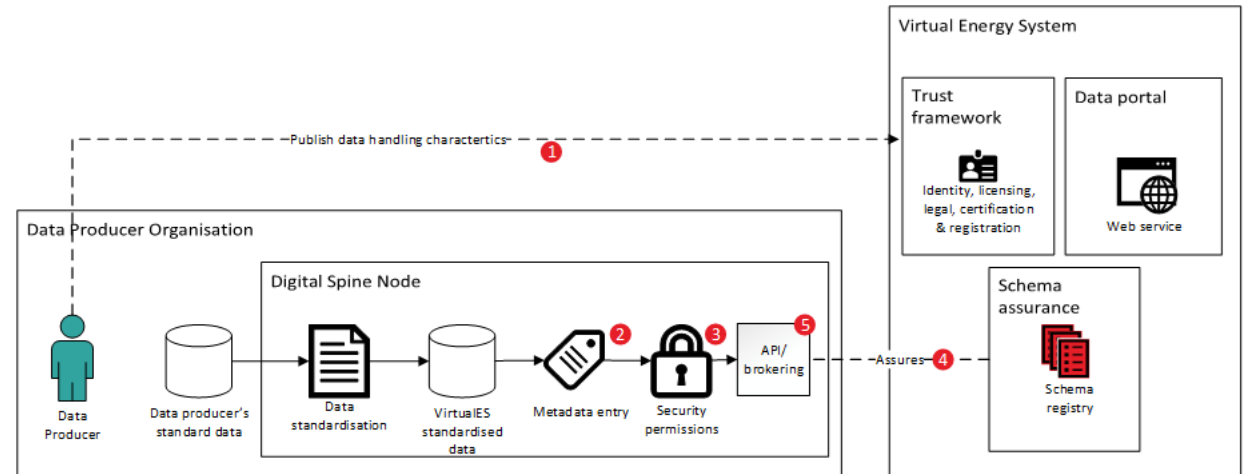 Virtual Energy System
Trust
framework
Identity, licensing,
legal, certification
& registration
Data portal
Web service
Publish data handling charactertics
1
Data Producer Organisation
Digital Spine Node
Schema
assurance
Data
Producer
Data producer's
standard data
Data
standardisation
VirtualES
standardised
data
2
Metadata entry
3
Security
permissions
5
API/
brokering
Assures
4
Schema
registry